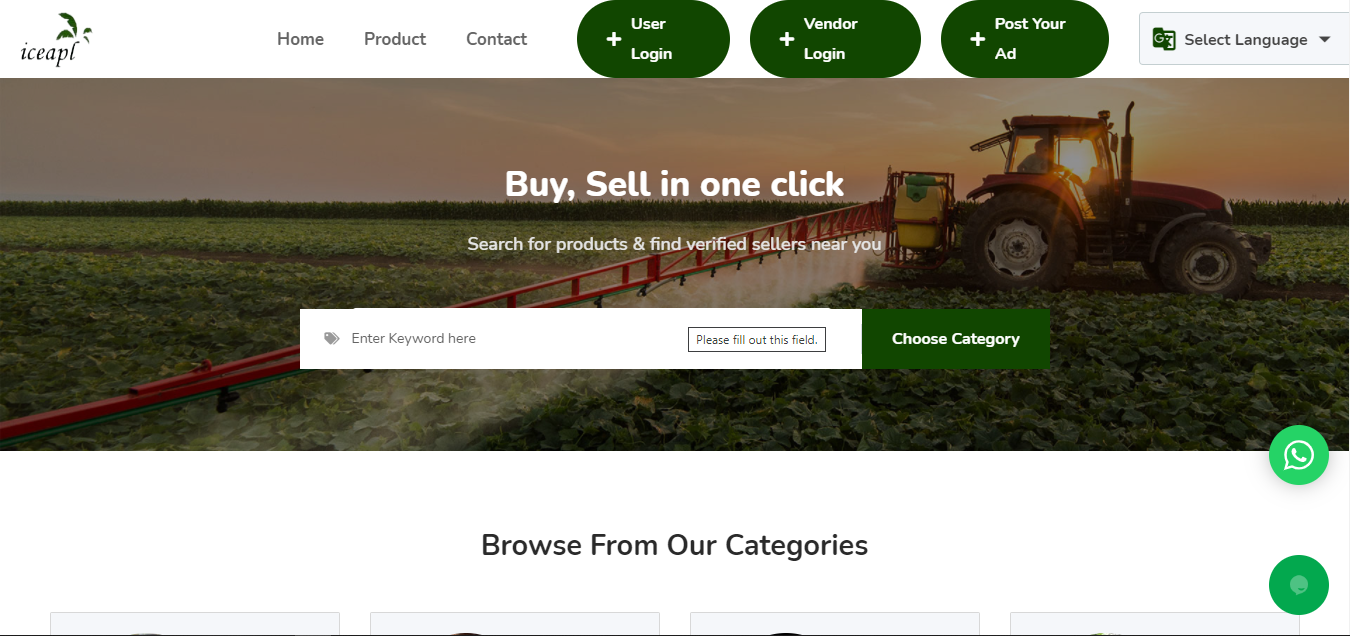 iceapl
Home
Product
Contact
User
Login
Vendor
Login
Post Your
Ad
Select Language
Buy, Sell in one click
Search for products & find verified sellers near you
Enter Keyword here
Please fill out this field.
Choose Category
Browse From Our Categories